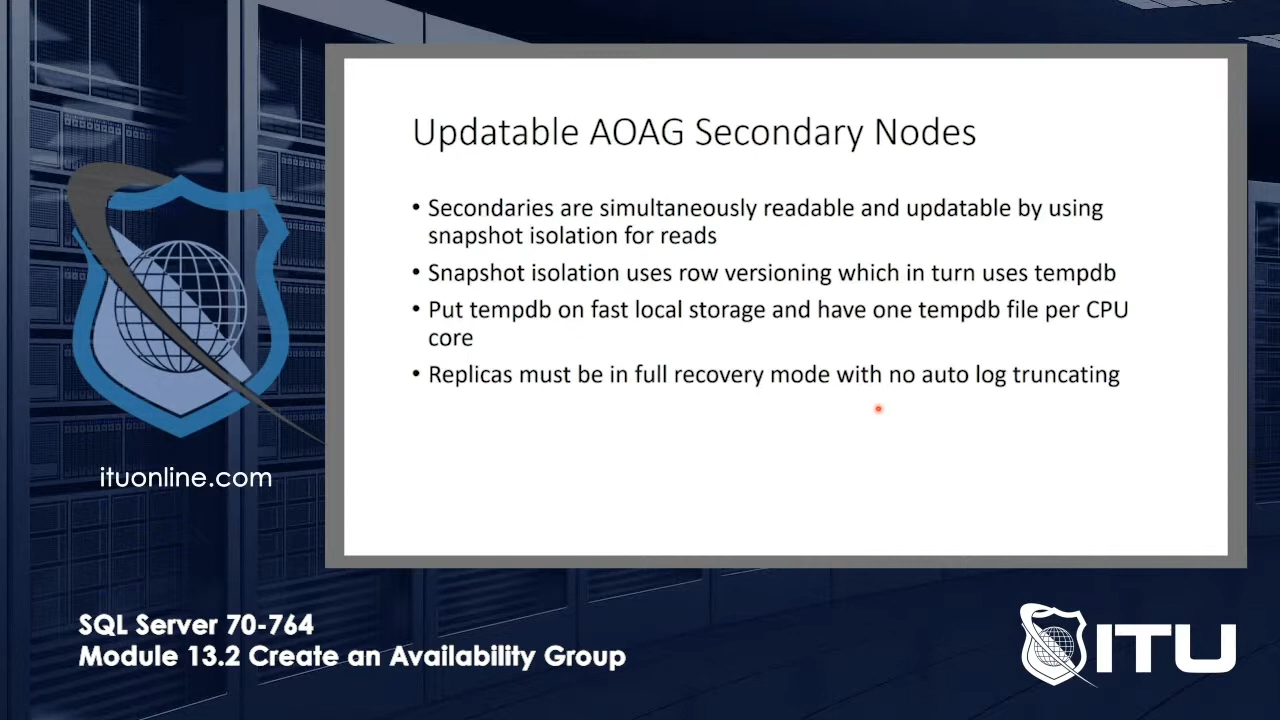 Updatable AOAG Secondary Nodes
• Secondaries are simultaneously readable and updatable by using
snapshot isolation for reads
• Snapshot isolation uses row versioning which in turn uses tempdb
• Put tempdb on fast local storage and have one tempdb file per CPU
core
• Replicas must be in full recovery mode with no auto log truncating
ituonline.com
SQL Server 70-764
Module 13.2 Create an Availability Group
ITU